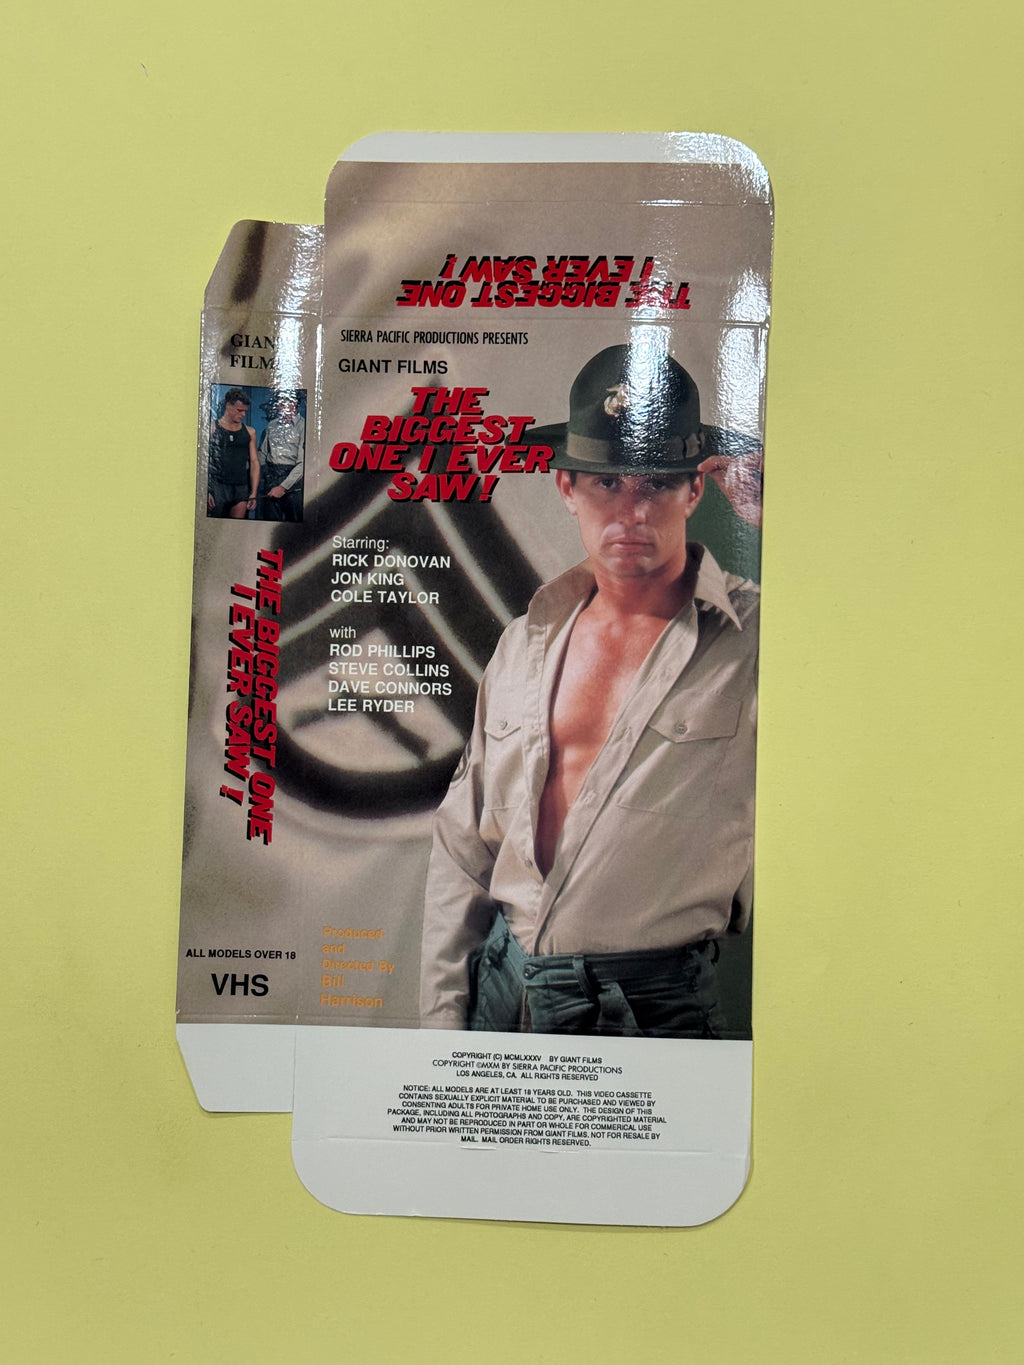 THE BIGGEST ONE
I EVER SAW !
SIERRA PACIFIC PRODUCTIONS PRESENTS
GIANT FILMS
THE
BIGGEST
ONE I EVER
SAW !
Starring:
RICK DONOVAN
JON KING
COLE TAYLOR
with
ROD PHILLIPS
STEVE COLLINS
DAVE CONNORS
LEE RYDER
Produced
and
Directed By
Bill
Harrison
GIANT
FILMS
THE BIGGEST ONE
I EVER SAW !
ALL MODELS OVER 18
VHS
COPYRIGHT (C) MCMLXXXV BY GIANT FILMS
COPYRIGHT ©MXM BY SIERRA PACIFIC PRODUCTIONS
LOS ANGELES, CA. ALL RIGHTS RESERVED
NOTICE: ALL MODELS ARE AT LEAST 18 YEARS OLD. THIS VIDEO CASSETTE
CONTAINS SEXUALLY EXPLICIT MATERIAL TO BE PURCHASED AND VIEWED BY
CONSENTING ADULTS FOR PRIVATE HOME USE ONLY. THE DESIGN OF THIS
PACKAGE, INCLUDING ALL PHOTOGRAPHS AND COPY, ARE COPYRIGHTED MATERIAL
AND MAY NOT BE REPRODUCED IN PART OR WHOLE FOR COMMERICAL USE
WITHOUT PRIOR WRITTEN PERMISSION FROM GIANT FILMS. NOT FOR RESALE BY
MAIL. MAIL ORDER RIGHTS RESERVED.